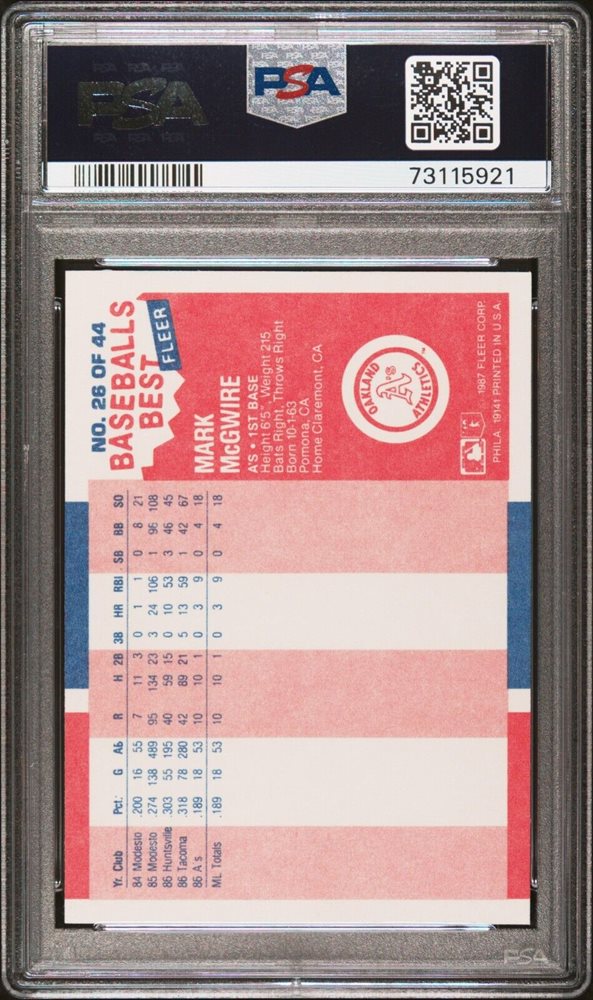 PSA
PSA
73115921
NO. 26 OF 44
BASEBALLS
BEST
FLEER
MARK
McGWIRE
A'S • 1ST BASE
Height 6'5" Weight 215
Bats Right, Throws Right
Born 10-1-63
Pomona, CA
Home Claremont, CA
OAKLAND
A's
ATHLETICS
TM
1987 FLEER CORP.
PHILA. 19141 PRINTED IN U.S.A.
Yr. Club Pct. G AB R H 2B 3B HR RBI SB BB SO
84 Modesto .200 16 55 7 11 3 0 1 1 0 8 21
85 Modesto .274 138 489 95 134 23 3 24 106 1 96 108
86 Huntsville .303 55 195 40 59 15 0 10 53 3 46 45
86 Tacoma .318 78 280 42 89 21 5 13 59 1 42 67
86 A's .189 18 53 10 10 1 0 3 9 0 4 18
ML Totals .189 18 53 10 10 1 0 3 9 0 4 18
PSA